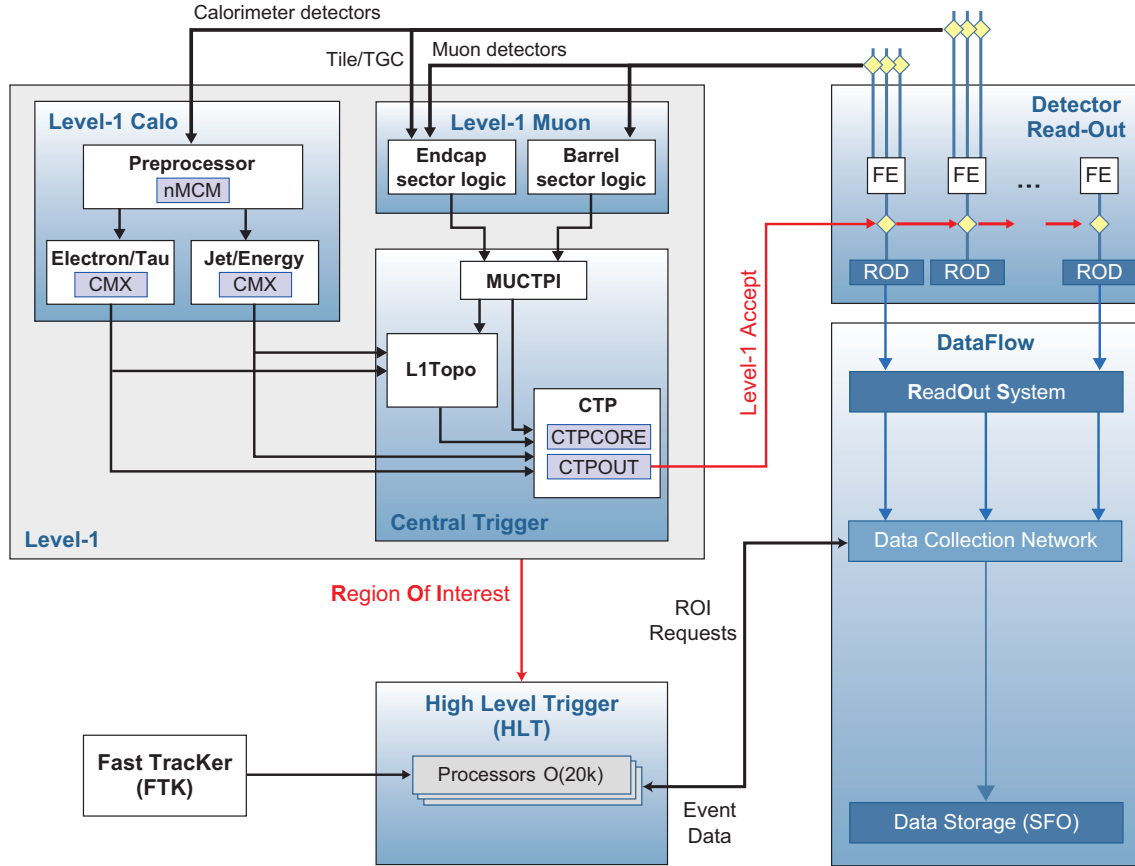 Calorimeter detectors
Tile/TGC
Muon detectors
Level-1 Calo
Preprocessor
nMCM
Electron/Tau
CMX
Jet/Energy
CMX
Level-1 Muon
Endcap
sector logic
Barrel
sector logic
MUCTPI
L1Topo
CTP
CTPCORE
CTPOUT
Central Trigger
Level-1
Level-1 Accept
Detector
Read-Out
FE
FE
...
FE
ROD
ROD
ROD
DataFlow
ReadOut System
Data Collection Network
Data Storage (SFO)
Region Of Interest
ROI
Requests
High Level Trigger
(HLT)
Processors O(20k)
Event
Data
Fast TracKer
(FTK)